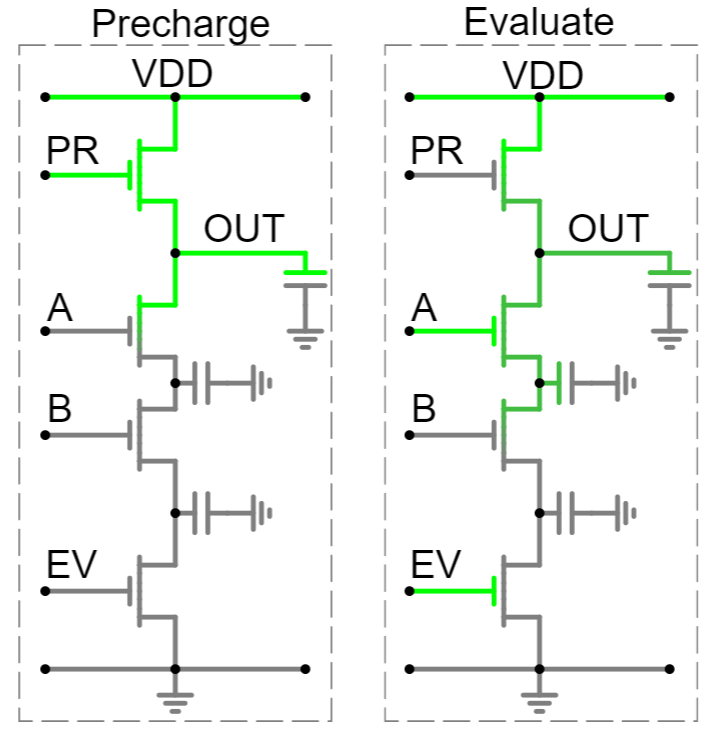 Precharge
VDD
PR
OUT
A
B
EV
Evaluate
VDD
PR
OUT
A
B
EV